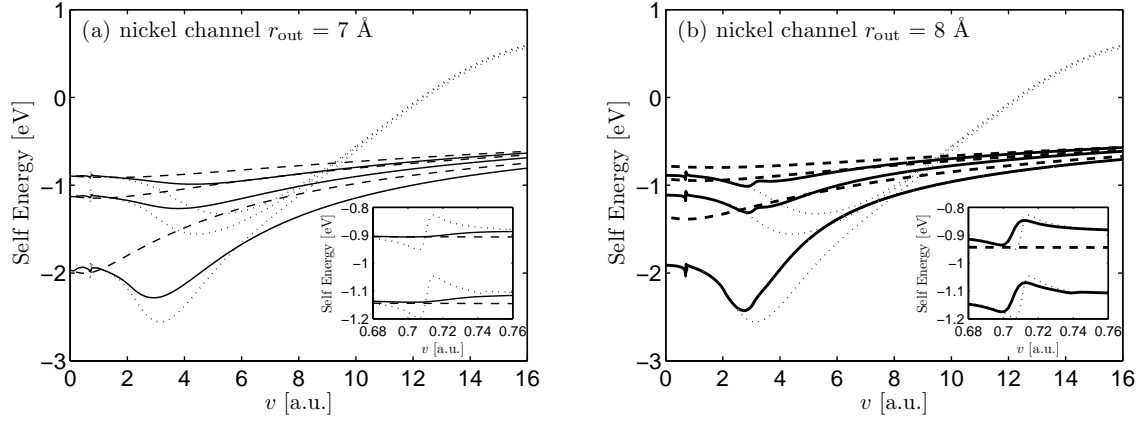 (a) nickel channel r_out = 7 Å
Self Energy [eV]
1
0
−1
−2
−3
0 2 4 6 8 10 12 14 16
v [a.u.]
Self Energy [eV]
−0.8
−0.9
−1
−1.1
−1.2
0.68 0.7 0.72 0.74 0.76
v [a.u.]
(b) nickel channel r_out = 8 Å
Self Energy [eV]
1
0
−1
−2
−3
0 2 4 6 8 10 12 14 16
v [a.u.]
Self Energy [eV]
−0.8
−0.9
−1
−1.1
−1.2
0.68 0.7 0.72 0.74 0.76
v [a.u.]